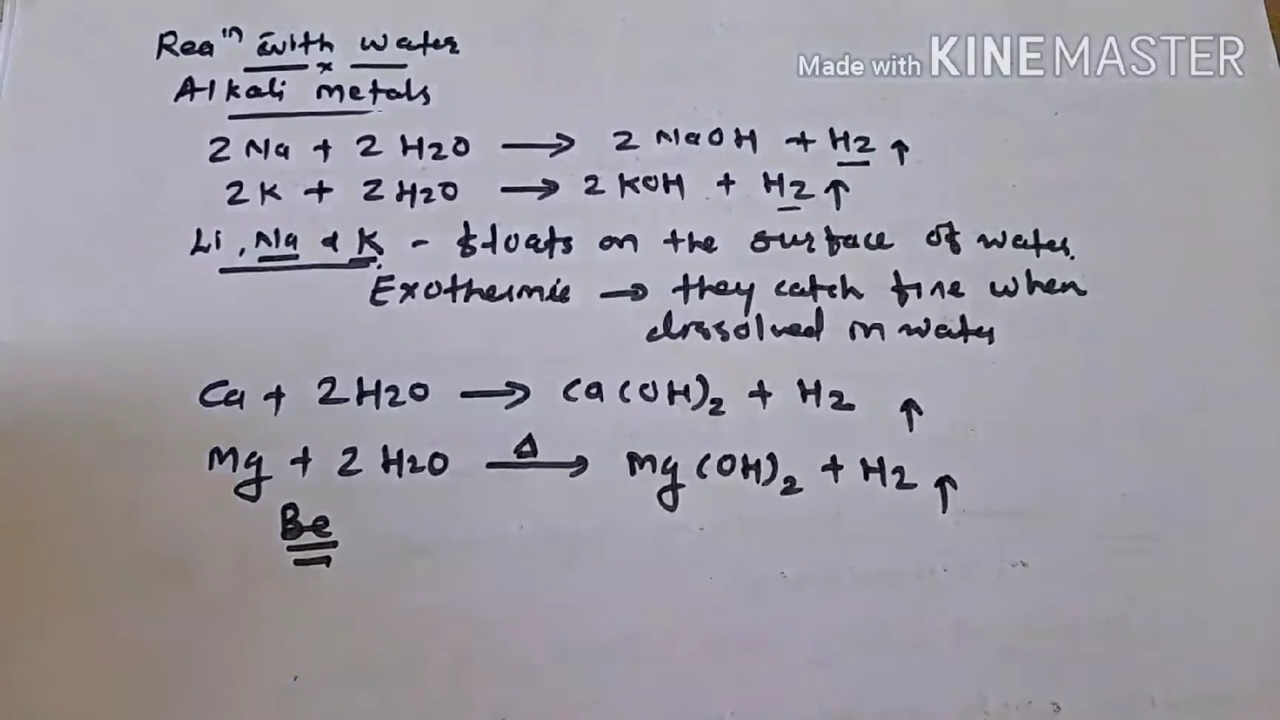 Reaⁿ with water
Made with KINEMASTER
Alkali metals
2 Na + 2 H2O → 2 NaOH + H2 ↑
2 K + 2 H2O → 2 KOH + H2 ↑
Li, Na & K - floats on the surface of water.
Exothermic → they catch fire when
dissolved in water
Ca + 2 H2O → Ca(OH)2 + H2 ↑
Mg + 2 H2O →Δ Mg(OH)2 + H2 ↑
Be